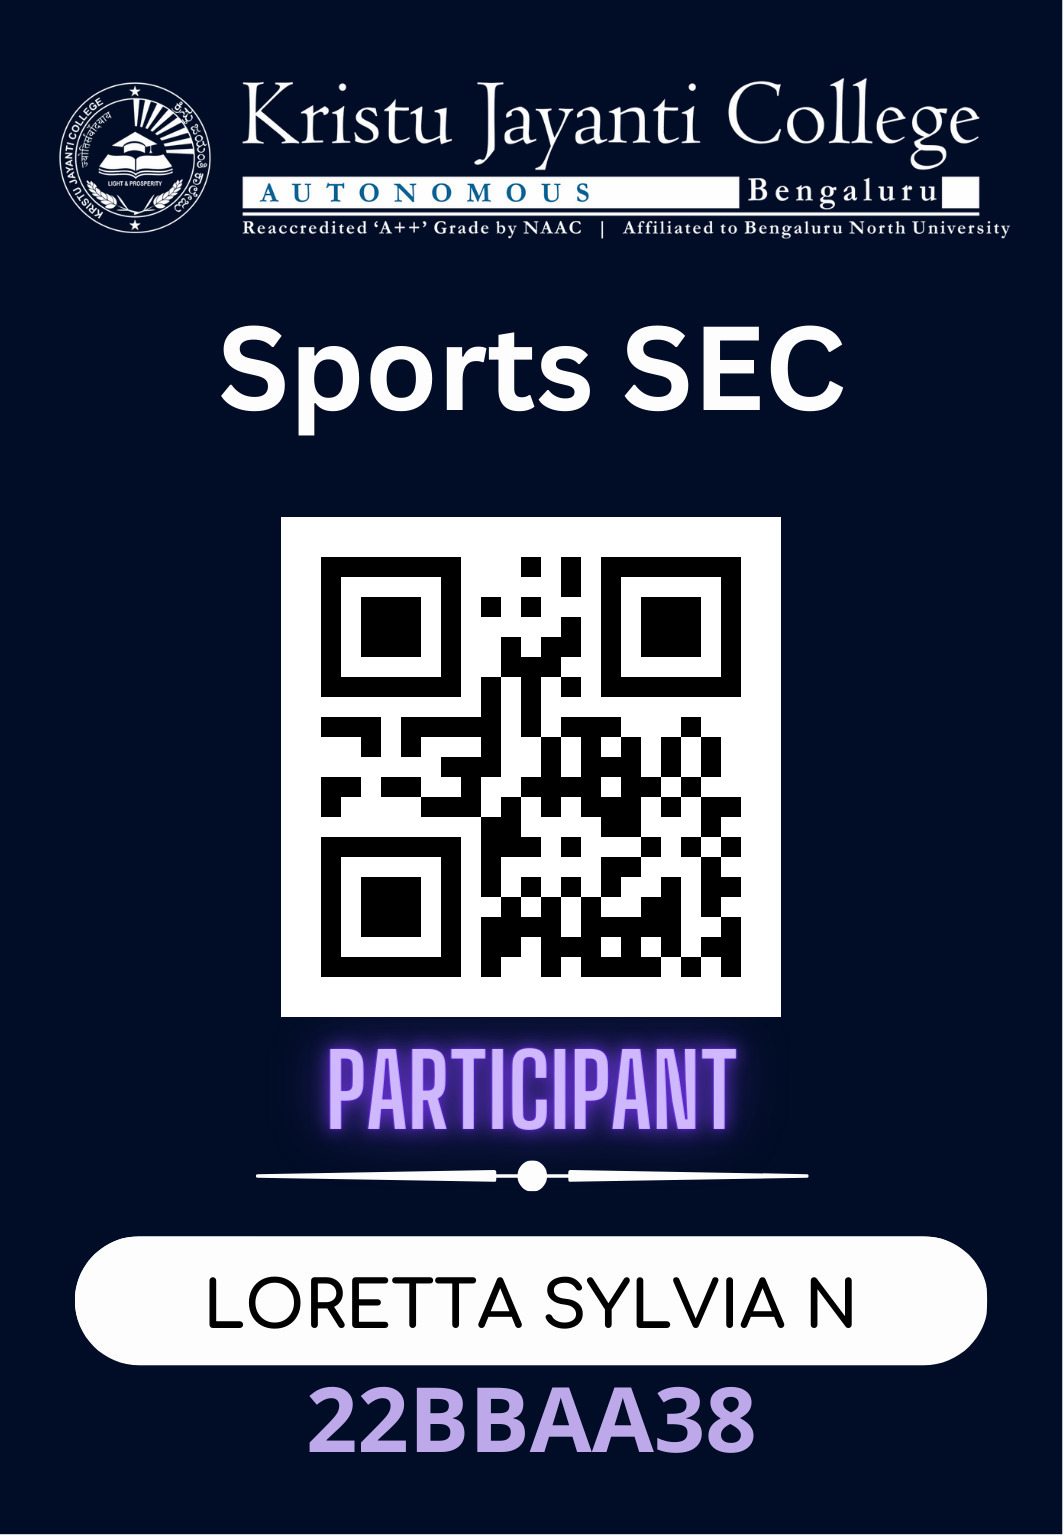 Kristu Jayanti College
AUTONOMOUS Bengaluru
Reaccredited ‘A++’ Grade by NAAC | Affiliated to Bengaluru North University
KRISTU JAYANTI COLLEGE
ಕ್ರಿಸ್ತು ಜಯಂತಿ ಕಾಲೇಜು
LIGHT & PROSPERITY
Sports SEC
PARTICIPANT
LORETTA SYLVIA N
22BBAA38